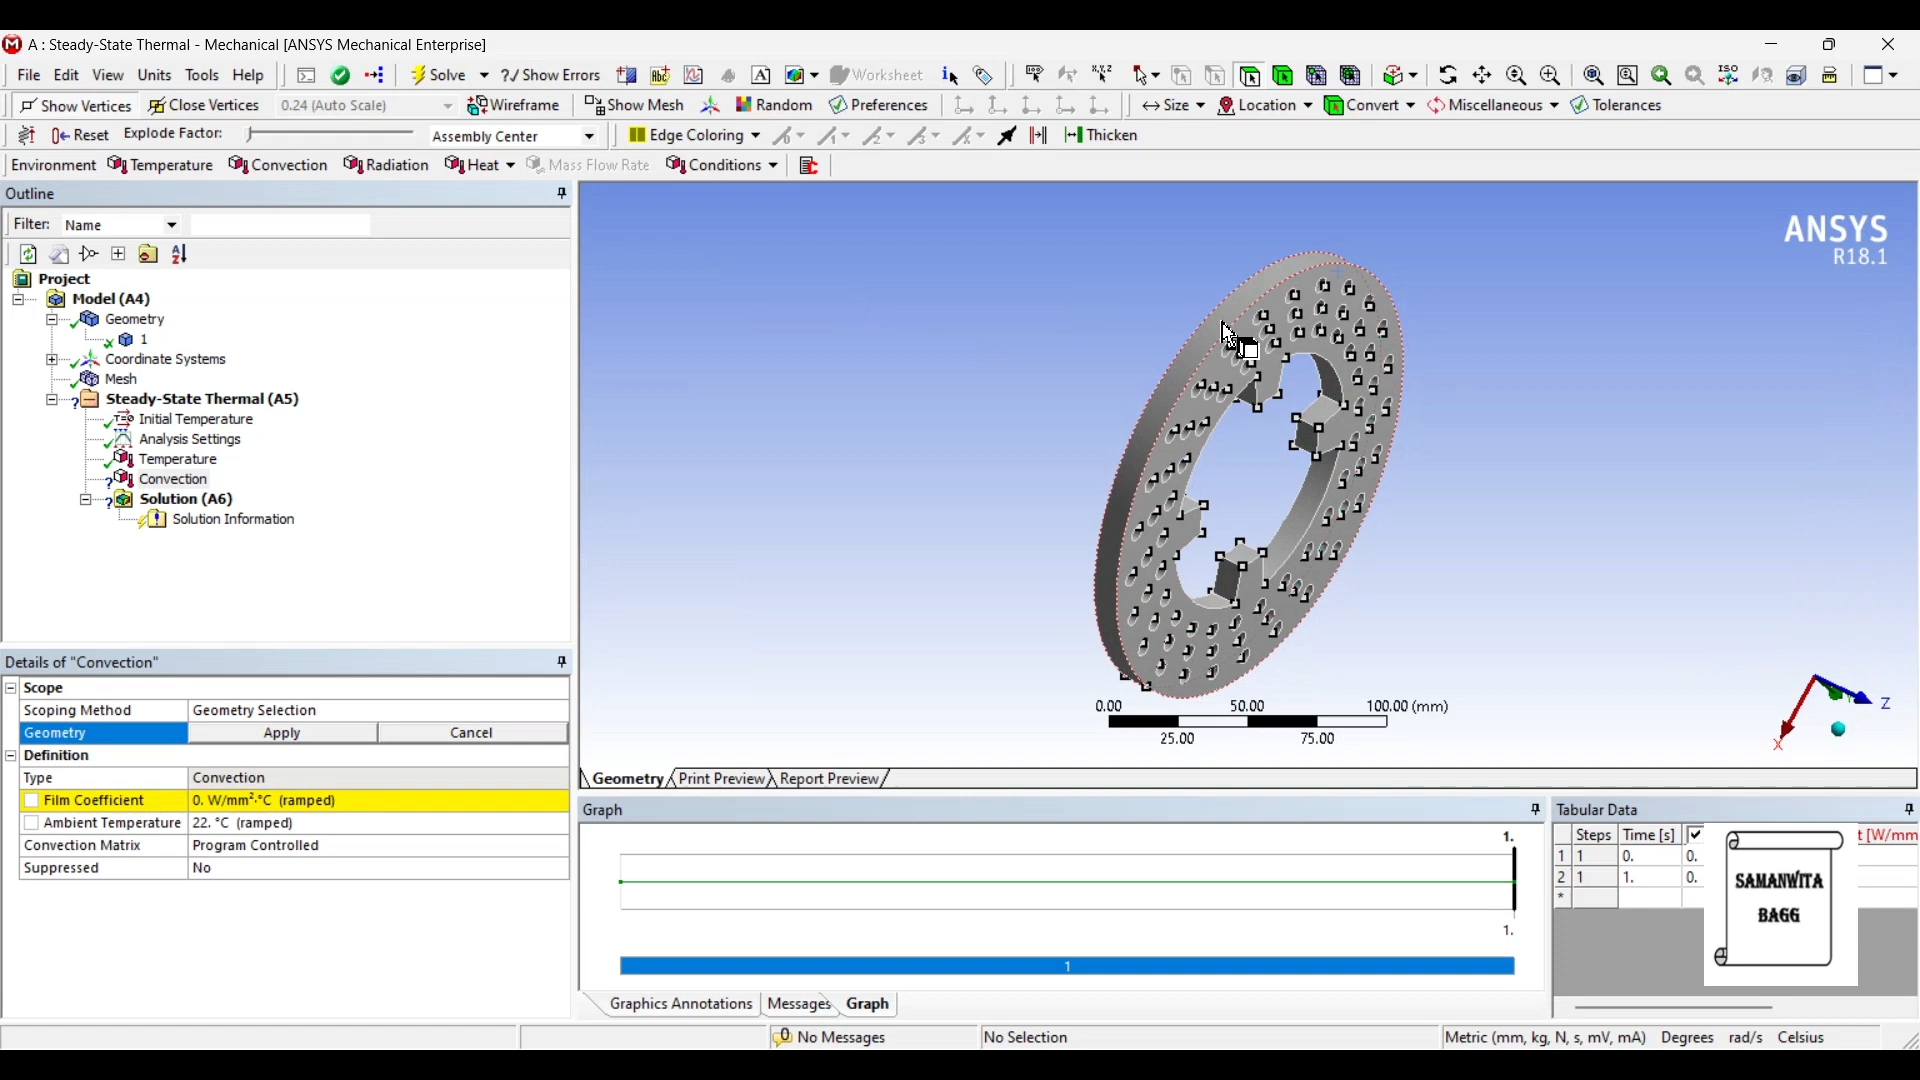 A : Steady-State Thermal - Mechanical [ANSYS Mechanical Enterprise]
File Edit View Units Tools Help Solve ?/ Show Errors Worksheet
Show Vertices Close Vertices 0.24 (Auto Scale) Wireframe Show Mesh Random Preferences Size Location Convert Miscellaneous Tolerances
Reset Explode Factor: Assembly Center Edge Coloring Thicken
Environment Temperature Convection Radiation Heat Mass Flow Rate Conditions
Outline
Filter: Name
Project
Model (A4)
Geometry
1
Coordinate Systems
Mesh
Steady-State Thermal (A5)
Initial Temperature
Analysis Settings
Temperature
Convection
Solution (A6)
Solution Information
Details of "Convection"
Scope
Scoping Method Geometry Selection
Geometry Apply Cancel
Definition
Type Convection
Film Coefficient 0. W/mm²·°C (ramped)
Ambient Temperature 22. °C (ramped)
Convection Matrix Program Controlled
Suppressed No
ANSYS
R18.1
0.00 50.00 100.00 (mm)
25.00 75.00
Z
X
Geometry Print Preview Report Preview
Graph
1.
1.
1
Graphics Annotations Messages Graph
Tabular Data
Steps Time [s] t [W/mm
1 1 0. 0.
2 1 1. 0.
*
SAMANWITA
BAGG
No Messages No Selection Metric (mm, kg, N, s, mV, mA) Degrees rad/s Celsius